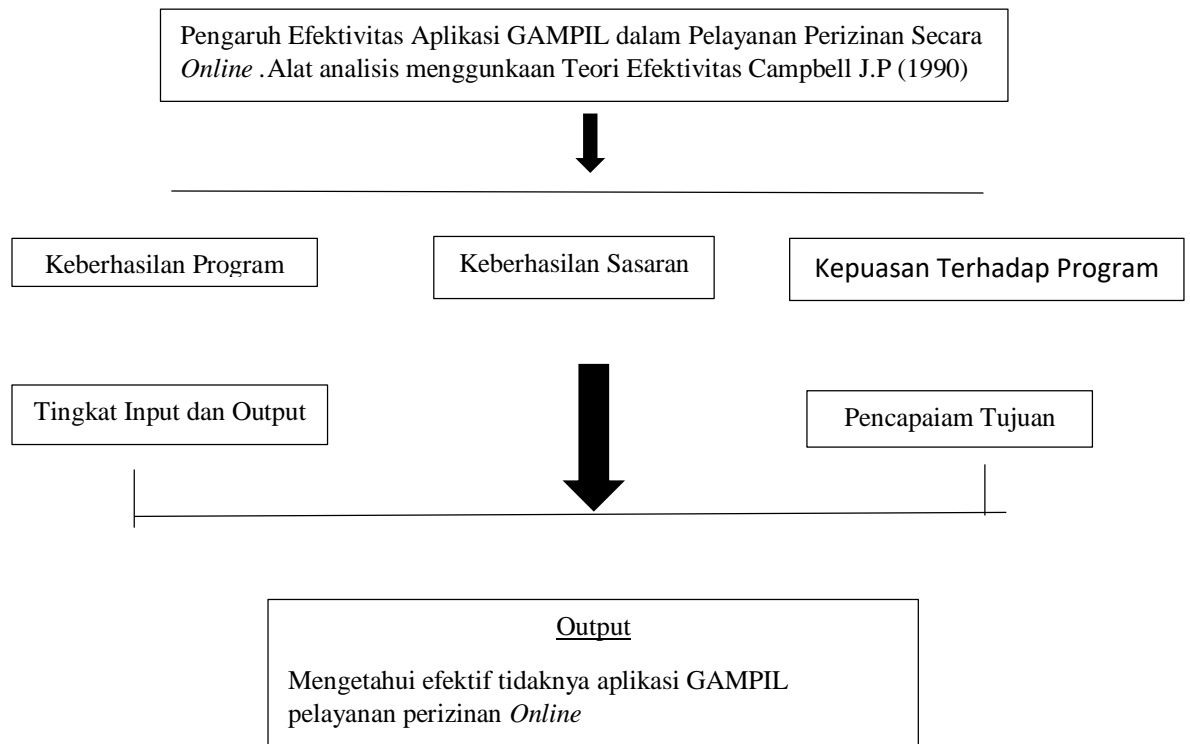 Pengaruh Efektivitas Aplikasi GAMPIL dalam Pelayanan Perizinan Secara
Online .Alat analisis menggunkaan Teori Efektivitas Campbell J.P (1990)
Keberhasilan Program
Keberhasilan Sasaran
Kepuasan Terhadap Program
Tingkat Input dan Output
Pencapaiam Tujuan
Output
Mengetahui efektif tidaknya aplikasi GAMPIL
pelayanan perizinan Online